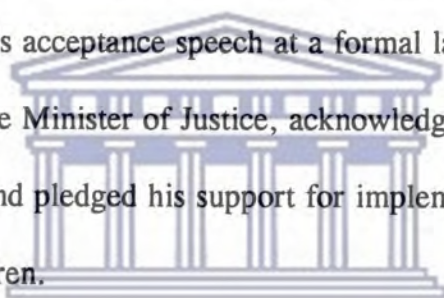 s acceptance speech at a formal la
e Minister of Justice, acknowledg
nd pledged his support for implem
ren.